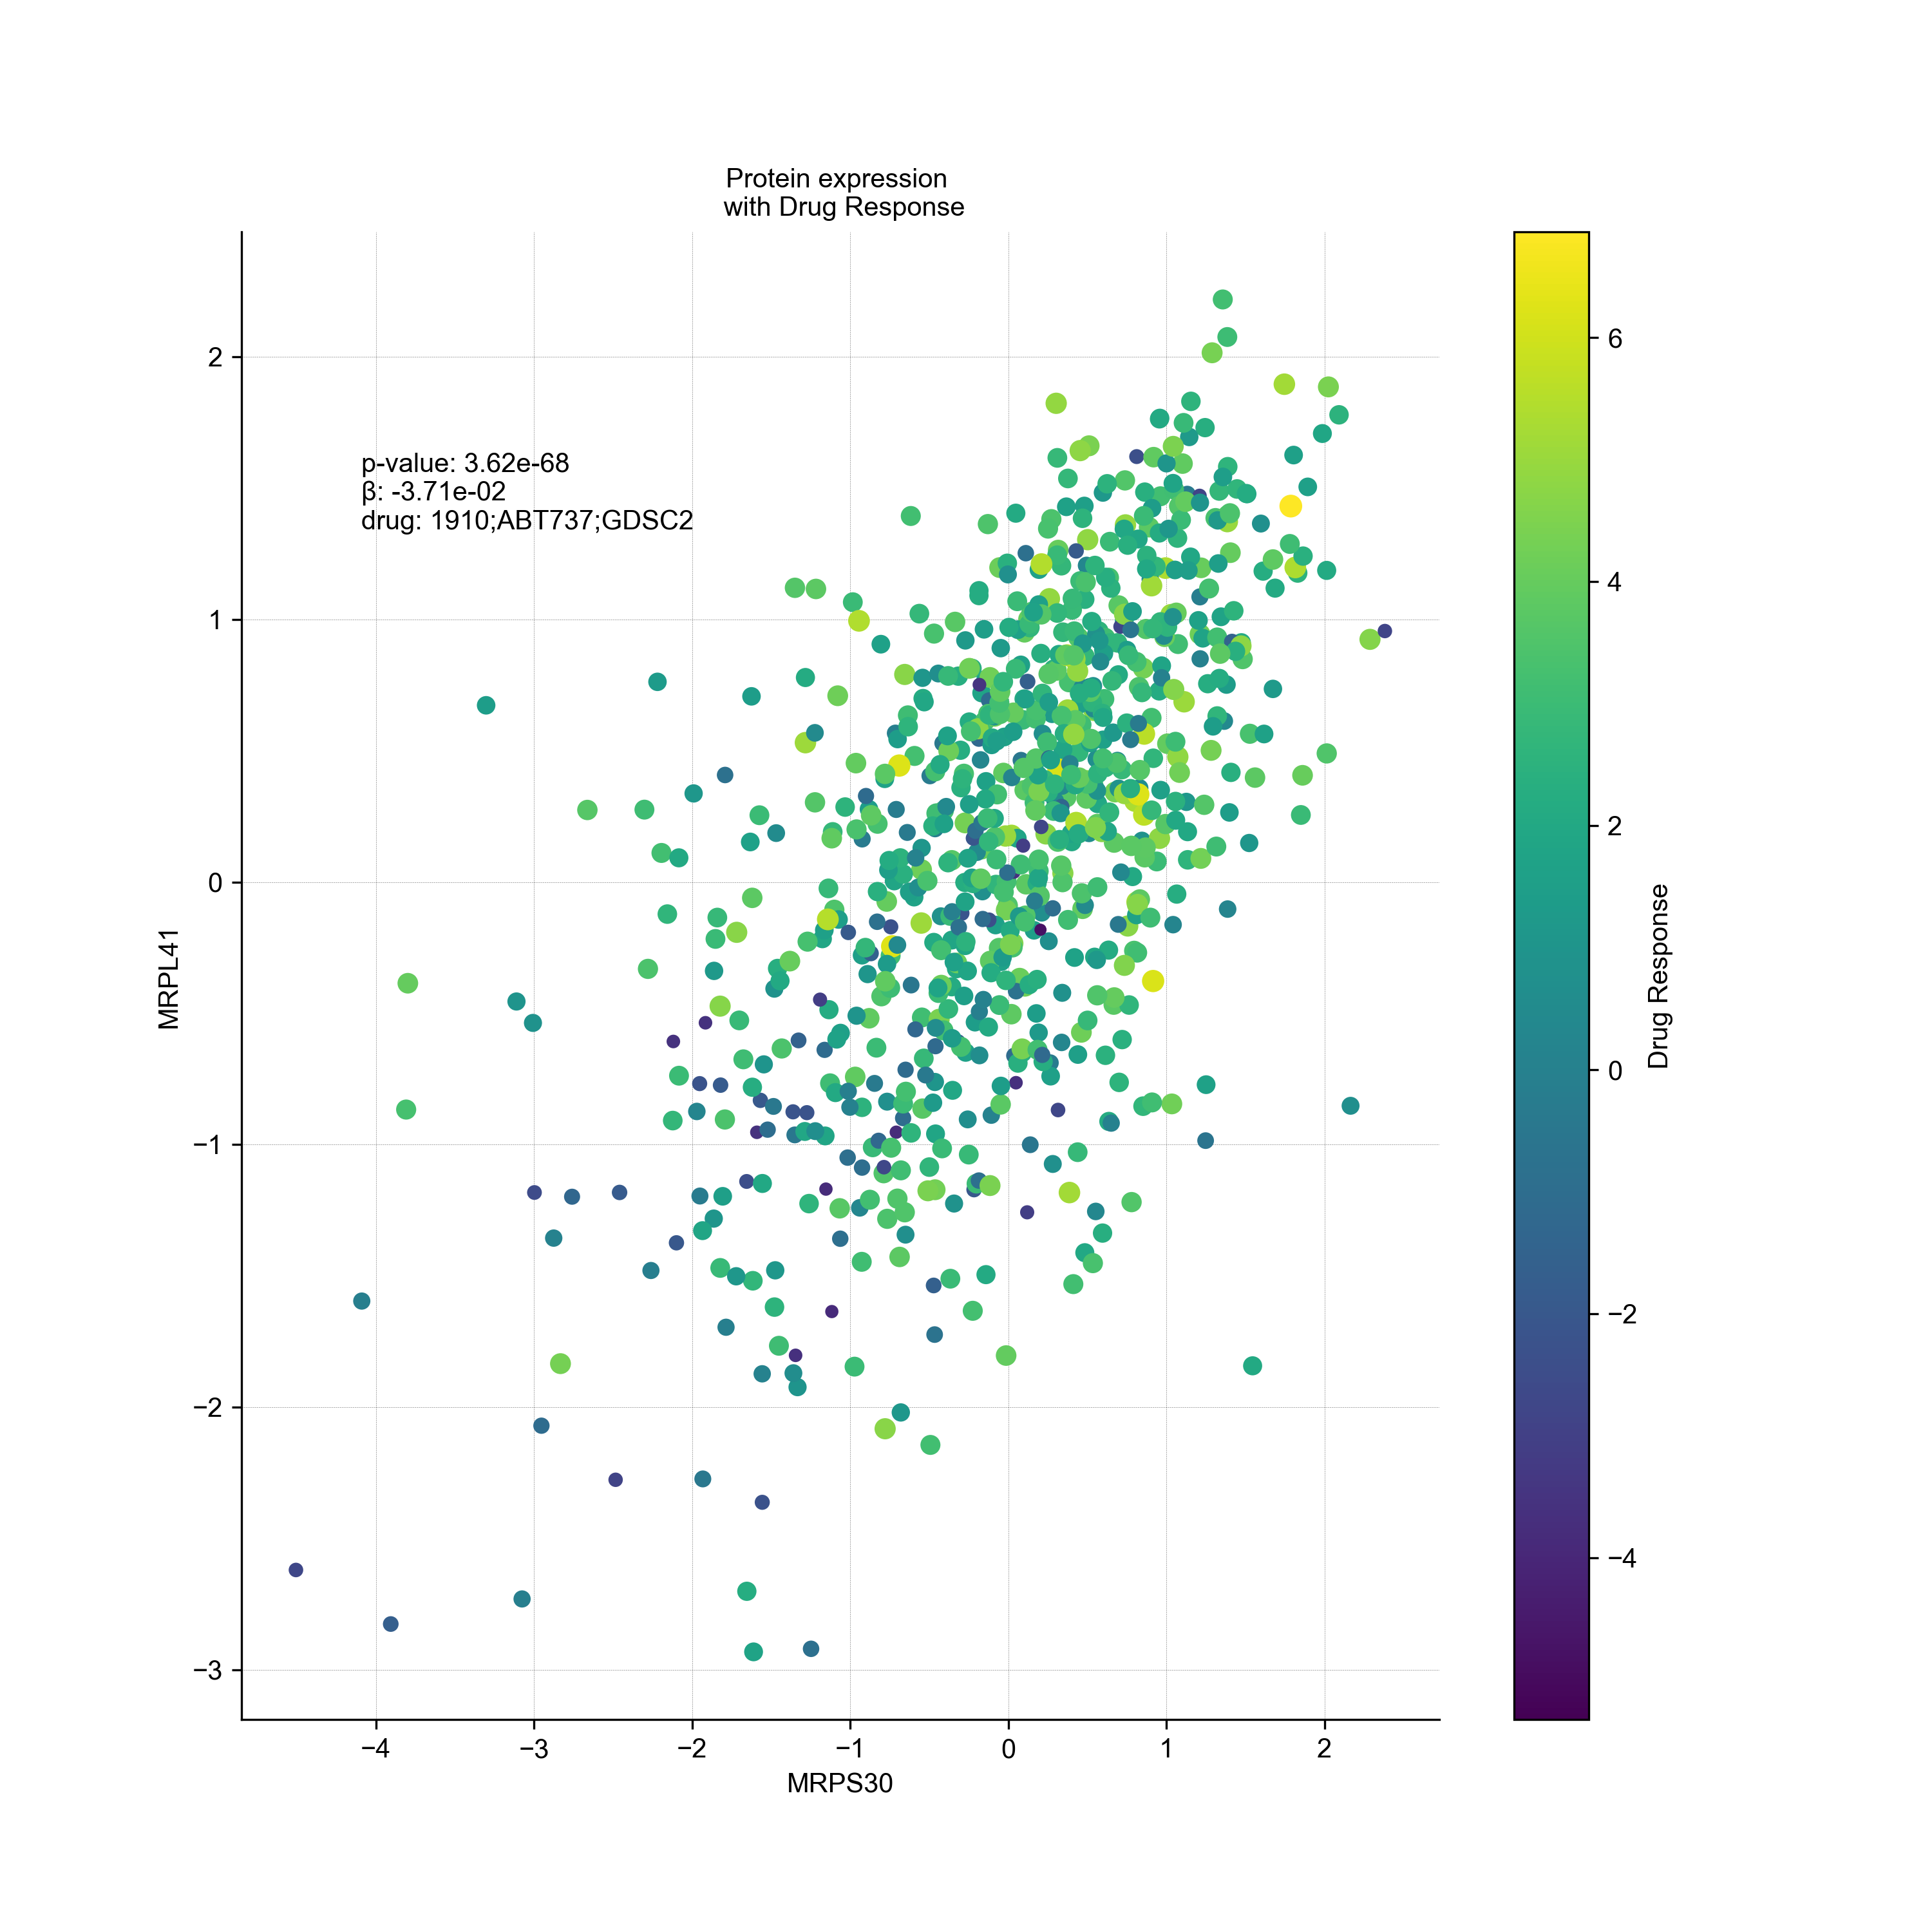 Protein expression
with Drug Response
p-value: 3.62e-68
β: -3.71e-02
drug: 1910;ABT737;GDSC2
MRPL41
2
1
0
−1
−2
−3
−4
−3
−2
−1
0
1
2
MRPS30
6
4
2
0
−2
−4
Drug Response